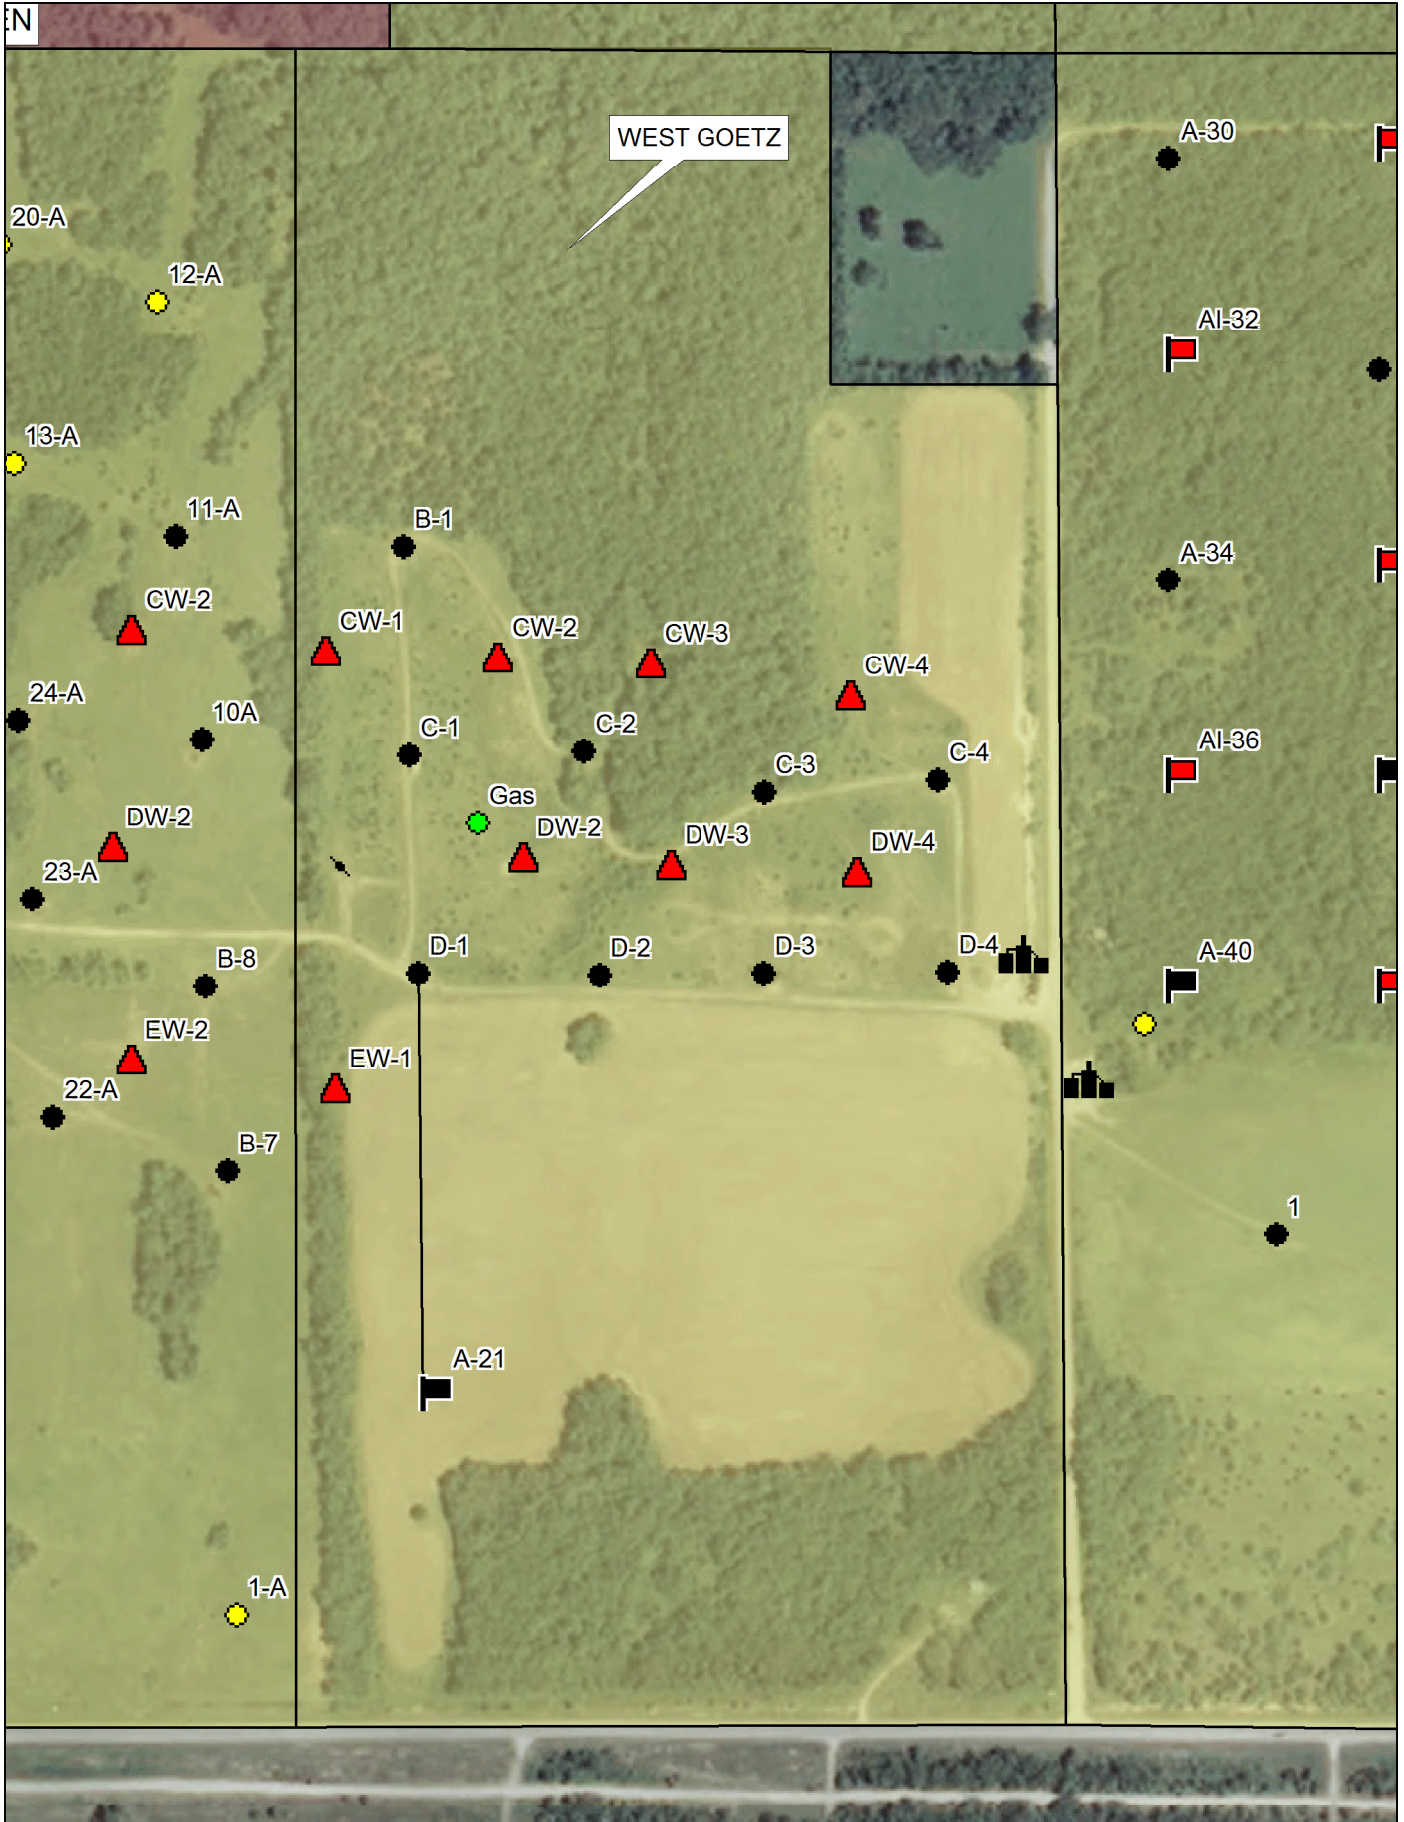 EN
WEST GOETZ
A-30
20-A
12-A
AI-32
13-A
11-A
B-1
A-34
CW-2
CW-1
CW-2
CW-3
CW-4
24-A
10A
C-1
C-2
C-3
C-4
AI-36
Gas
DW-2
DW-2
DW-3
DW-4
23-A
B-8
D-1
D-2
D-3
D-4
A-40
EW-2
EW-1
22-A
B-7
1
A-21
1-A